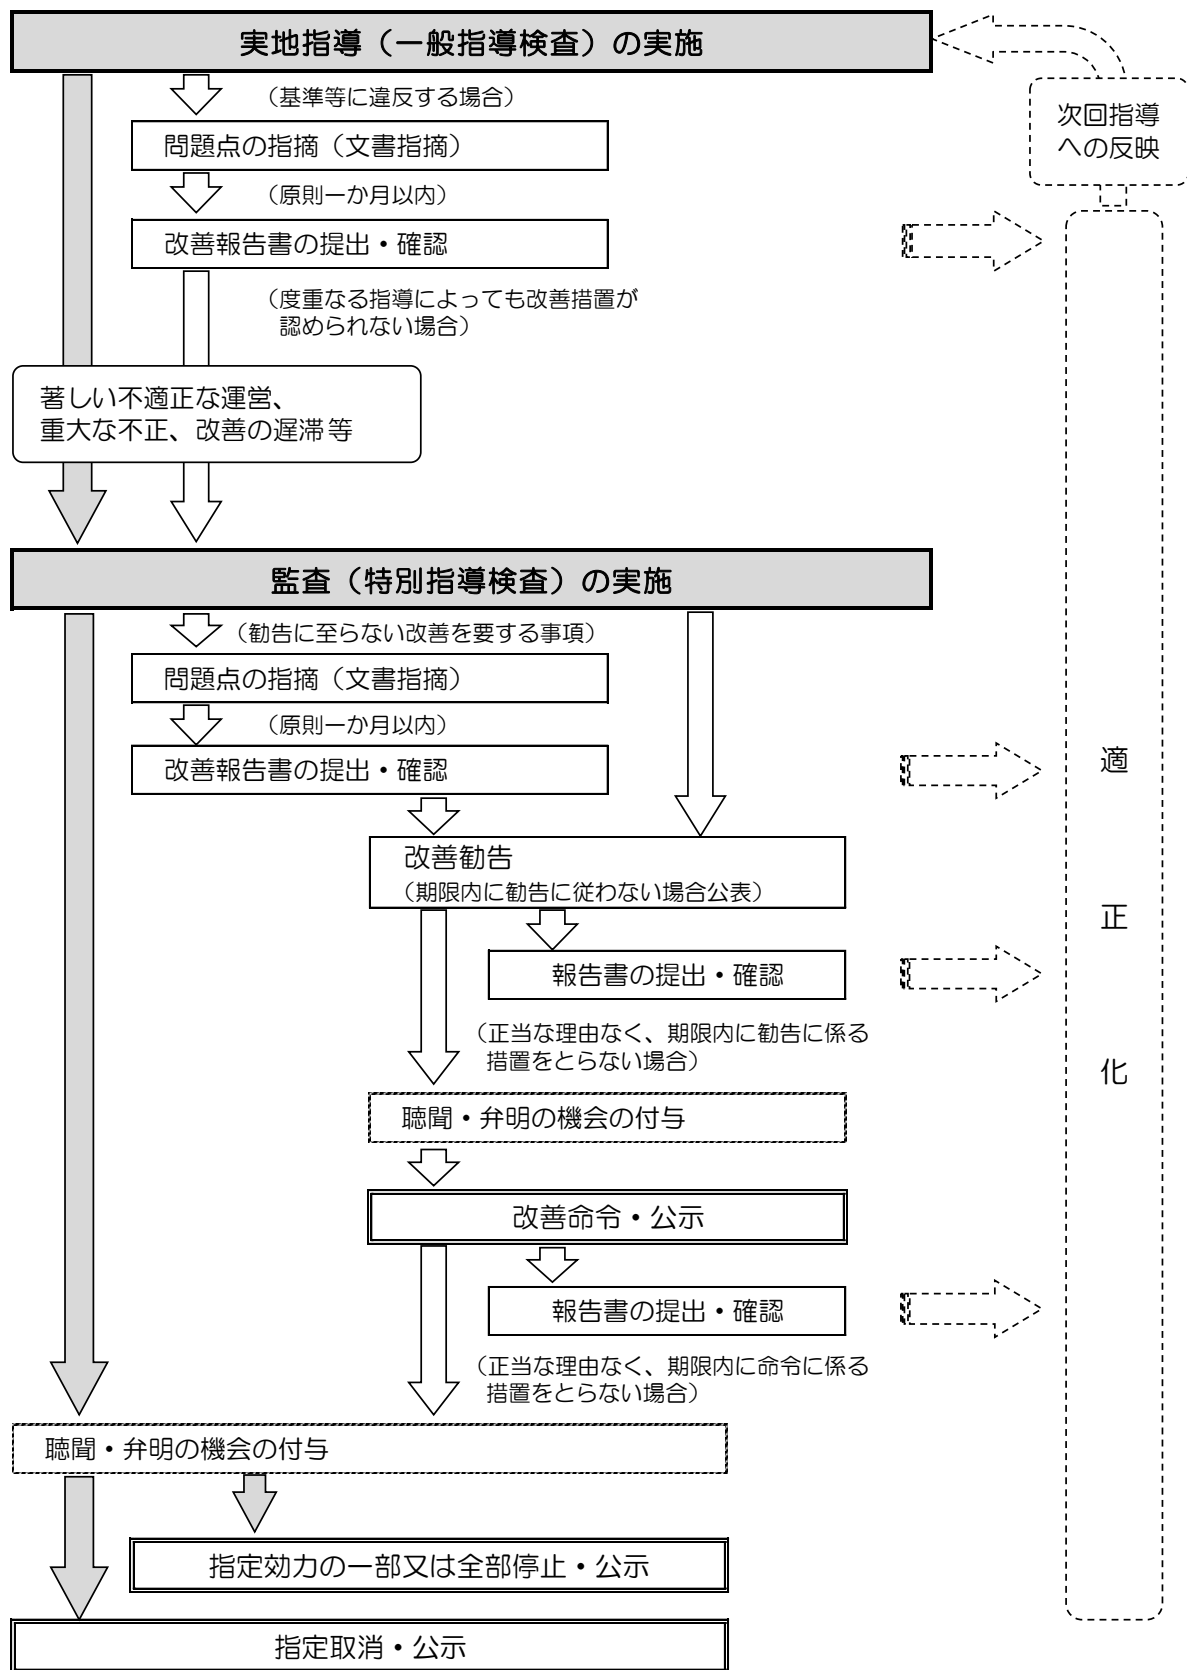 実地指導（一般指導検査）の実施
（基準等に違反する場合）
次回指導
への反映
問題点の指摘（文書指摘）
（原則一か月以内）
改善報告書の提出・確認
（度重なる指導によっても改善措置が
認められない場合）
著しい不適正な運営、
重大な不正、改善の遅滞等
監査（特別指導検査）の実施
（勧告に至らない改善を要する事項）
問題点の指摘（文書指摘）
（原則一か月以内）
改善報告書の提出・確認
改善勧告
（期限内に勧告に従わない場合公表）
報告書の提出・確認
（正当な理由なく、期限内に勧告に係る
措置をとらない場合）
聴聞・弁明の機会の付与
改善命令・公示
報告書の提出・確認
（正当な理由なく、期限内に命令に係る
措置をとらない場合）
聴聞・弁明の機会の付与
指定効力の一部又は全部停止・公示
指定取消・公示
適
正
化